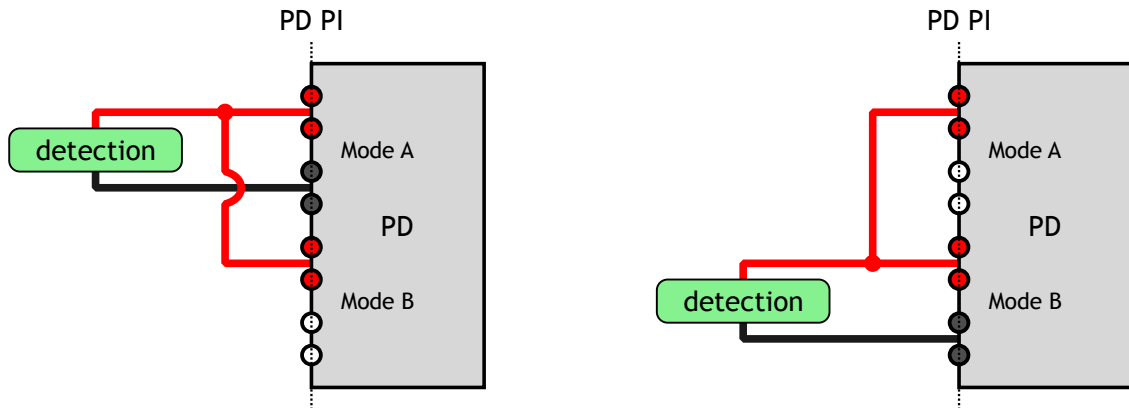 PD PI
detection
Mode A
PD
Mode B
PD PI
Mode A
PD
detection
Mode B